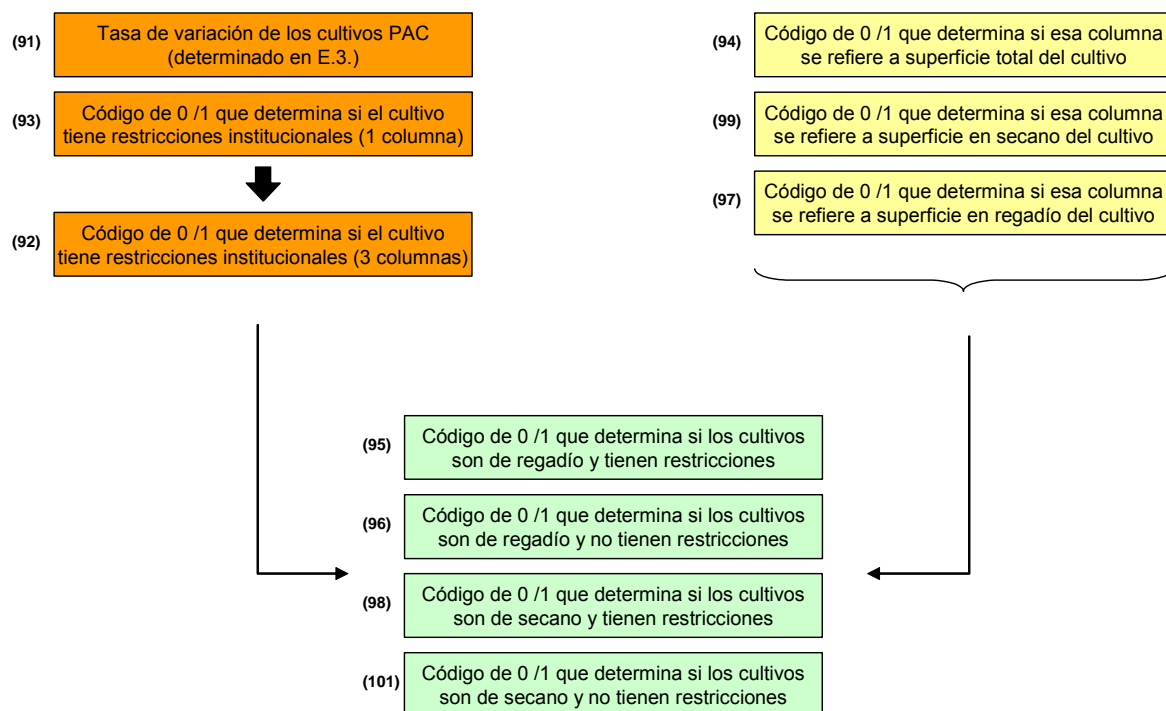 (91)
Tasa de variación de los cultivos PAC
(determinado en E.3.)
(93)
Código de 0 /1 que determina si el cultivo
tiene restricciones institucionales (1 columna)
(92)
Código de 0 /1 que determina si el cultivo
tiene restricciones institucionales (3 columnas)
(94)
Código de 0 /1 que determina si esa columna
se refiere a superficie total del cultivo
(99)
Código de 0 /1 que determina si esa columna
se refiere a superficie en secano del cultivo
(97)
Código de 0 /1 que determina si esa columna
se refiere a superficie en regadío del cultivo
(95)
Código de 0 /1 que determina si los cultivos
son de regadío y tienen restricciones
(96)
Código de 0 /1 que determina si los cultivos
son de regadío y no tienen restricciones
(98)
Código de 0 /1 que determina si los cultivos
son de secano y tienen restricciones
(101)
Código de 0 /1 que determina si los cultivos
son de secano y no tienen restricciones